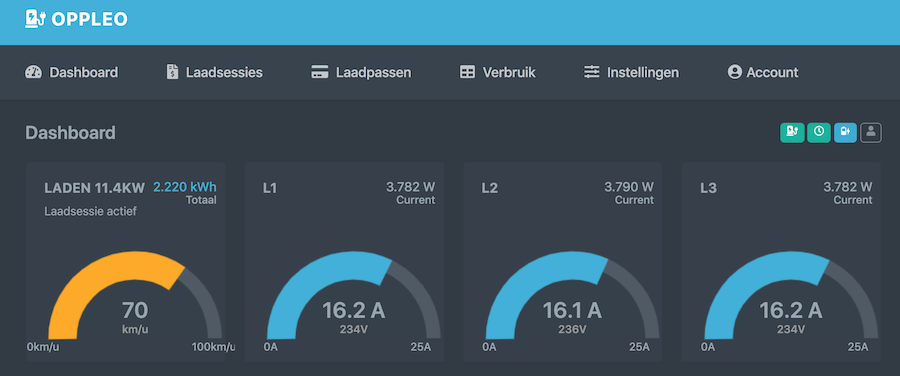 OPPLEO
Dashboard Laadsessies Laadpassen Verbruik Instellingen Account
Dashboard
LADEN 11.4KW 2.220 kWh
Totaal
Laadsessie actief
70
km/u
0km/u 100km/u
L1 3.782 W
Current
16.2 A
234V
0A 25A
L2 3.790 W
Current
16.1 A
236V
0A 25A
L3 3.782 W
Current
16.2 A
234V
0A 25A